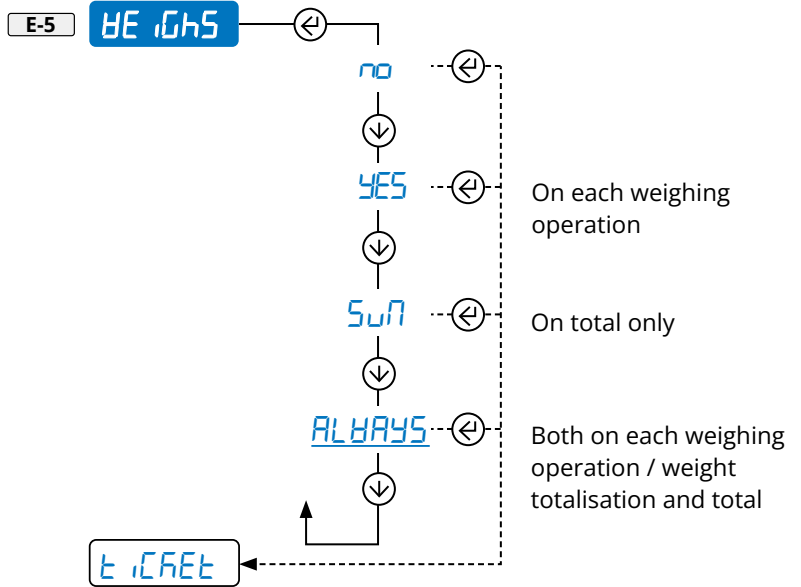 E-5 WEiGhS
no
YES
On each weighing
operation
SuM
On total only
ALWAYS
Both on each weighing
operation / weight
totalisation and total
tiCKEt